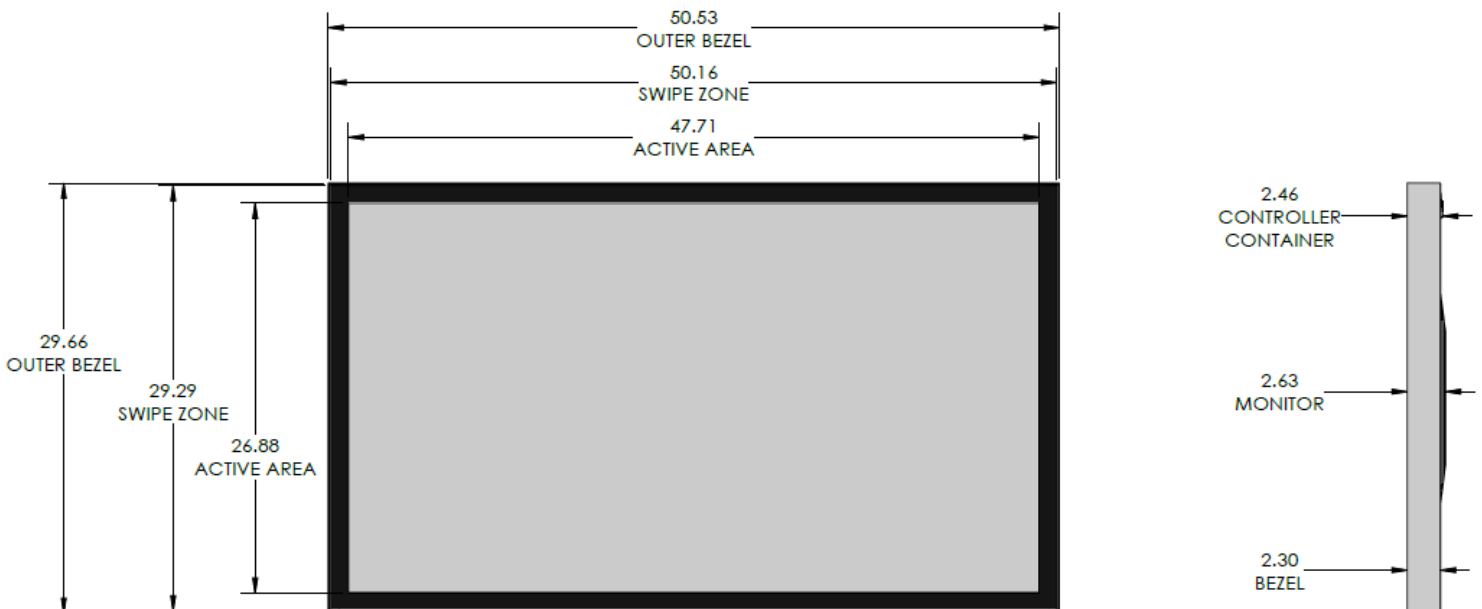 50.53
OUTER BEZEL
50.16
SWIPE ZONE
47.71
ACTIVE AREA
29.66
OUTER BEZEL
29.29
SWIPE ZONE
26.88
ACTIVE AREA
2.46
CONTROLLER
CONTAINER
2.63
MONITOR
2.30
BEZEL